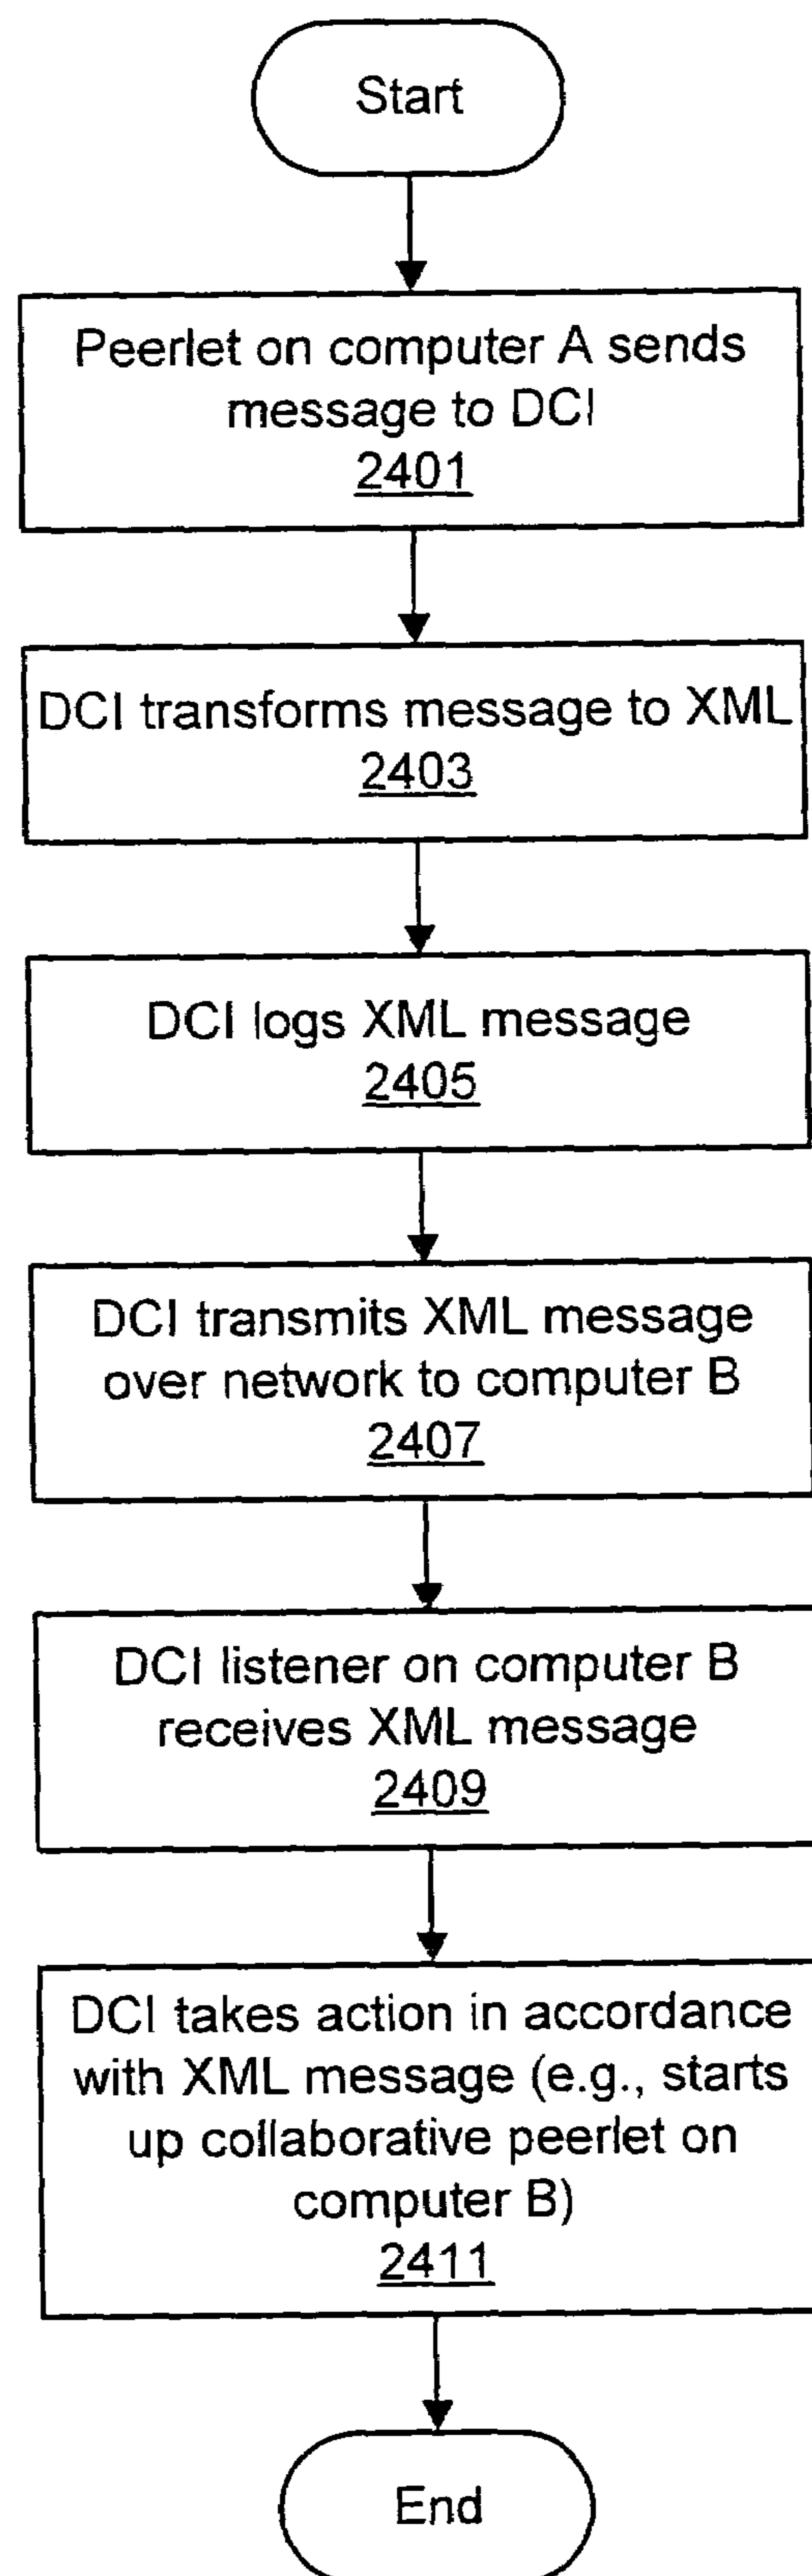 Start
Peerlet on computer A sends
message to DCI
2401
DCI transforms message to XML
2403
DCI logs XML message
2405
DCI transmits XML message
over network to computer B
2407
DCI listener on computer B
receives XML message
2409
DCI takes action in accordance
with XML message (e.g., starts
up collaborative peerlet on
computer B)
2411
End